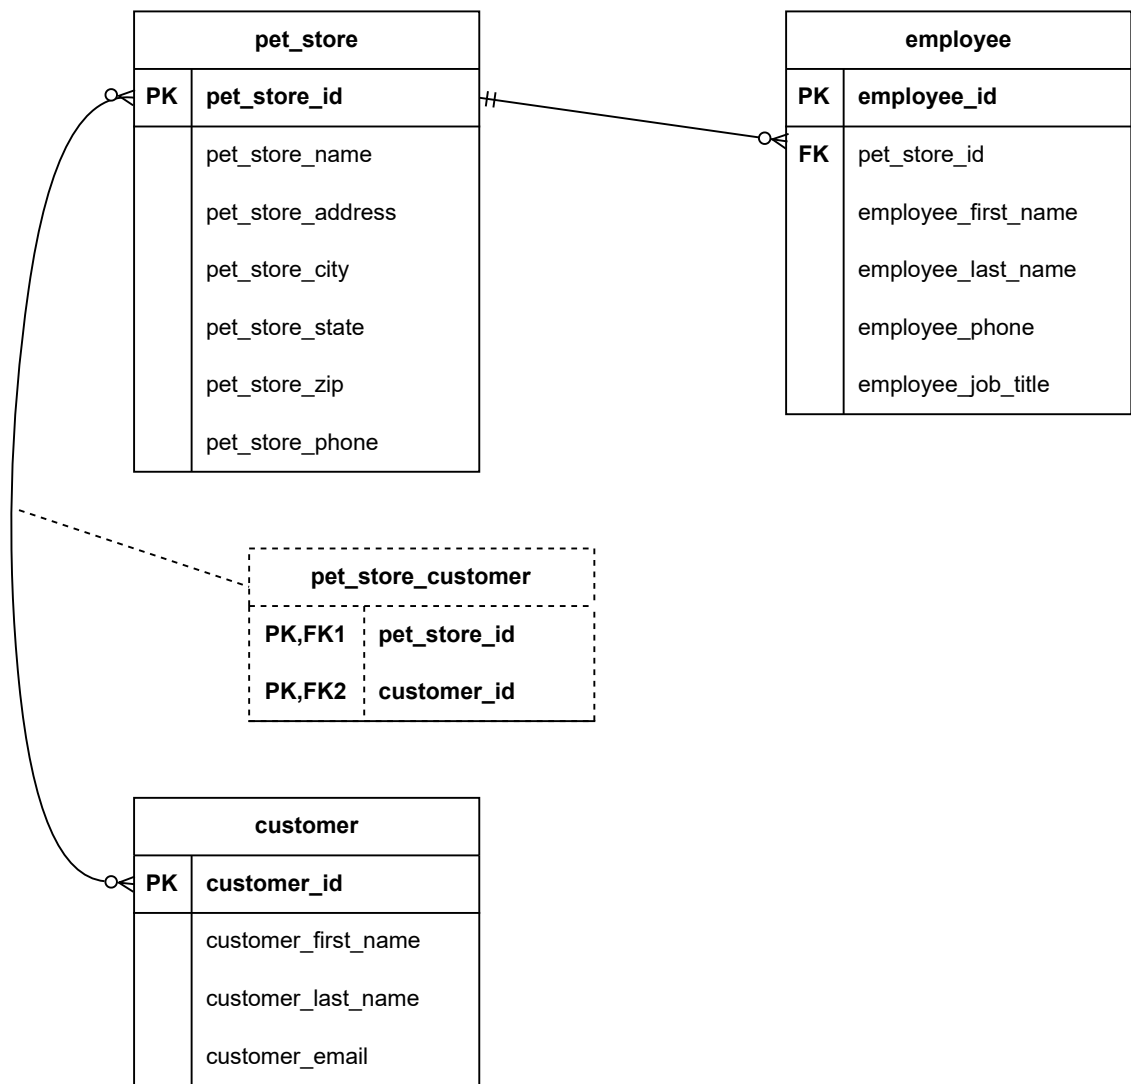 pet_store
PK pet_store_id
pet_store_name
pet_store_address
pet_store_city
pet_store_state
pet_store_zip
pet_store_phone
employee
PK employee_id
FK pet_store_id
employee_first_name
employee_last_name
employee_phone
employee_job_title
pet_store_customer
PK,FK1 pet_store_id
PK,FK2 customer_id
customer
PK customer_id
customer_first_name
customer_last_name
customer_email